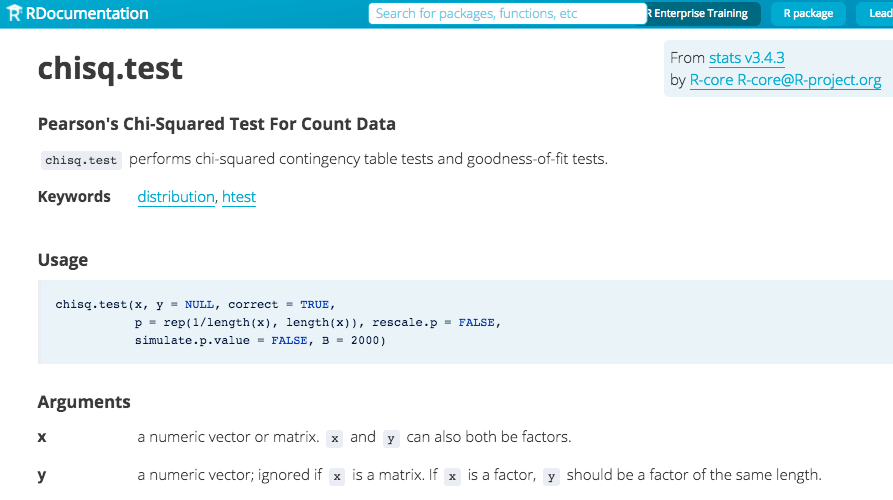 RDocumentation
Search for packages, functions, etc
R Enterprise Training
R package
Lead
chisq.test
From stats v3.4.3
by R-core R-core@R-project.org
Pearson's Chi-Squared Test For Count Data
chisq.test performs chi-squared contingency table tests and goodness-of-fit tests.
Keywords distribution, htest
Usage
chisq.test(x, y = NULL, correct = TRUE,
p = rep(1/length(x), length(x)), rescale.p = FALSE,
simulate.p.value = FALSE, B = 2000)
Arguments
x a numeric vector or matrix. x and y can also both be factors.
y a numeric vector; ignored if x is a matrix. If x is a factor, y should be a factor of the same length.